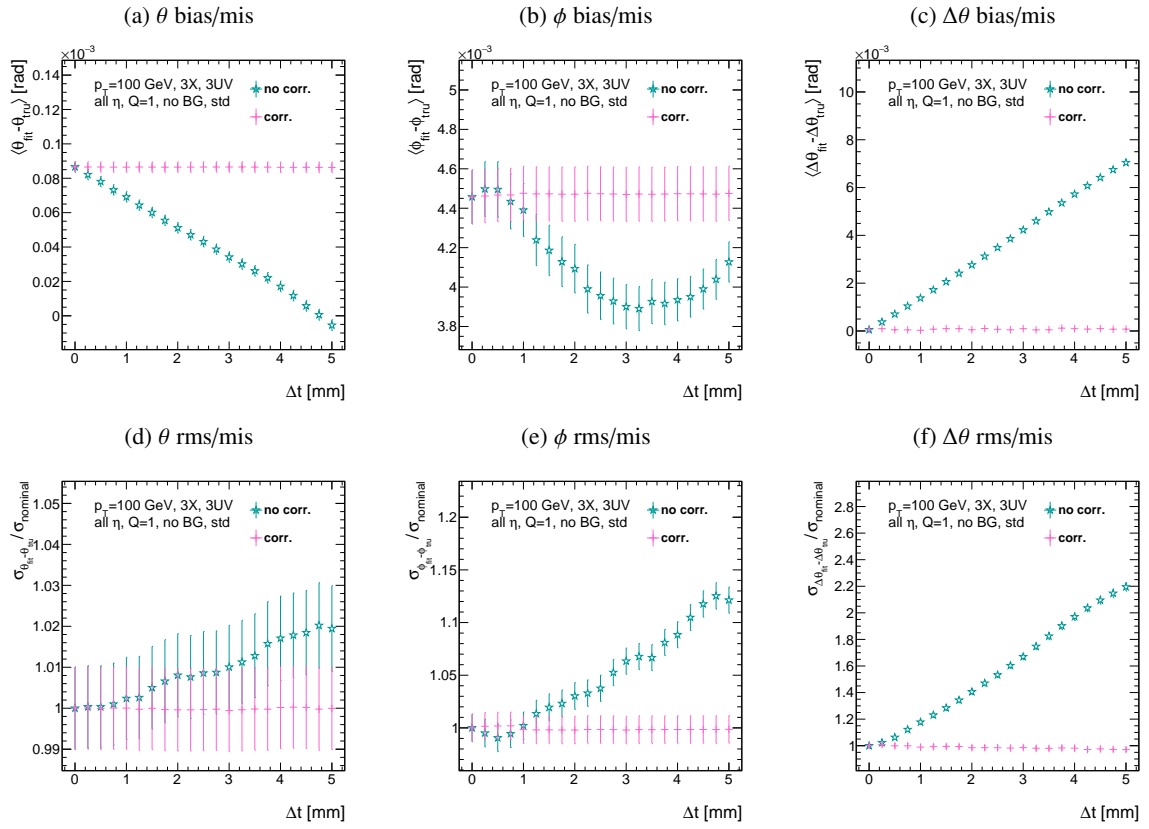 (a) θ bias/mis
(b) ϕ bias/mis
(c) Δθ bias/mis
×10⁻³
0.14
0.12
0.1
0.08
0.06
0.04
0.02
0
⟨θ_fit-θ_tru⟩ [rad]
p_T=100 GeV, 3X, 3UV
all η, Q=1, no BG, std
no corr.
corr.
0 1 2 3 4 5
Δt [mm]
×10⁻³
5
4.8
4.6
4.4
4.2
4
3.8
⟨ϕ_fit-ϕ_tru⟩ [rad]
p_T=100 GeV, 3X, 3UV
all η, Q=1, no BG, std
no corr.
corr.
0 1 2 3 4 5
Δt [mm]
×10⁻³
10
8
6
4
2
0
⟨Δθ_fit-Δθ_tru⟩ [rad]
p_T=100 GeV, 3X, 3UV
all η, Q=1, no BG, std
no corr.
corr.
0 1 2 3 4 5
Δt [mm]
(d) θ rms/mis
(e) ϕ rms/mis
(f) Δθ rms/mis
1.05
1.04
1.03
1.02
1.01
1
0.99
σ_θ_fit-θ_tru/σ_nominal
p_T=100 GeV, 3X, 3UV
all η, Q=1, no BG, std
no corr.
corr.
0 1 2 3 4 5
Δt [mm]
1.2
1.15
1.1
1.05
1
σ_ϕ_fit-ϕ_tru/σ_nominal
p_T=100 GeV, 3X, 3UV
all η, Q=1, no BG, std
no corr.
corr.
0 1 2 3 4 5
Δt [mm]
2.8
2.6
2.4
2.2
2
1.8
1.6
1.4
1.2
1
0.8
σ_Δθ_fit-Δθ_tru/σ_nominal
p_T=100 GeV, 3X, 3UV
all η, Q=1, no BG, std
no corr.
corr.
0 1 2 3 4 5
Δt [mm]